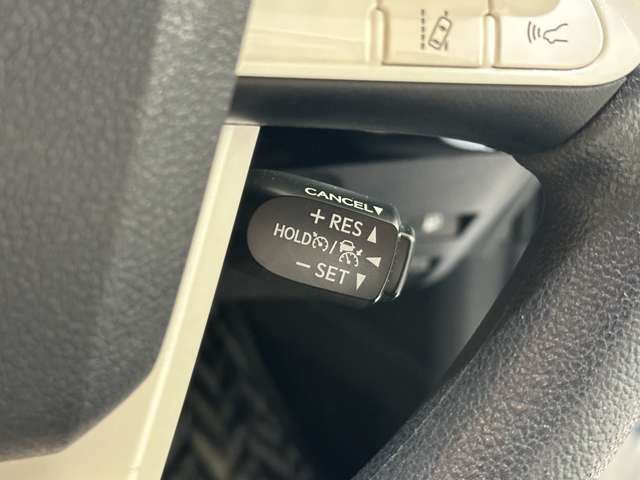 CANCEL▼
+ RES ▲
HOLD / ◀
− SET ▼